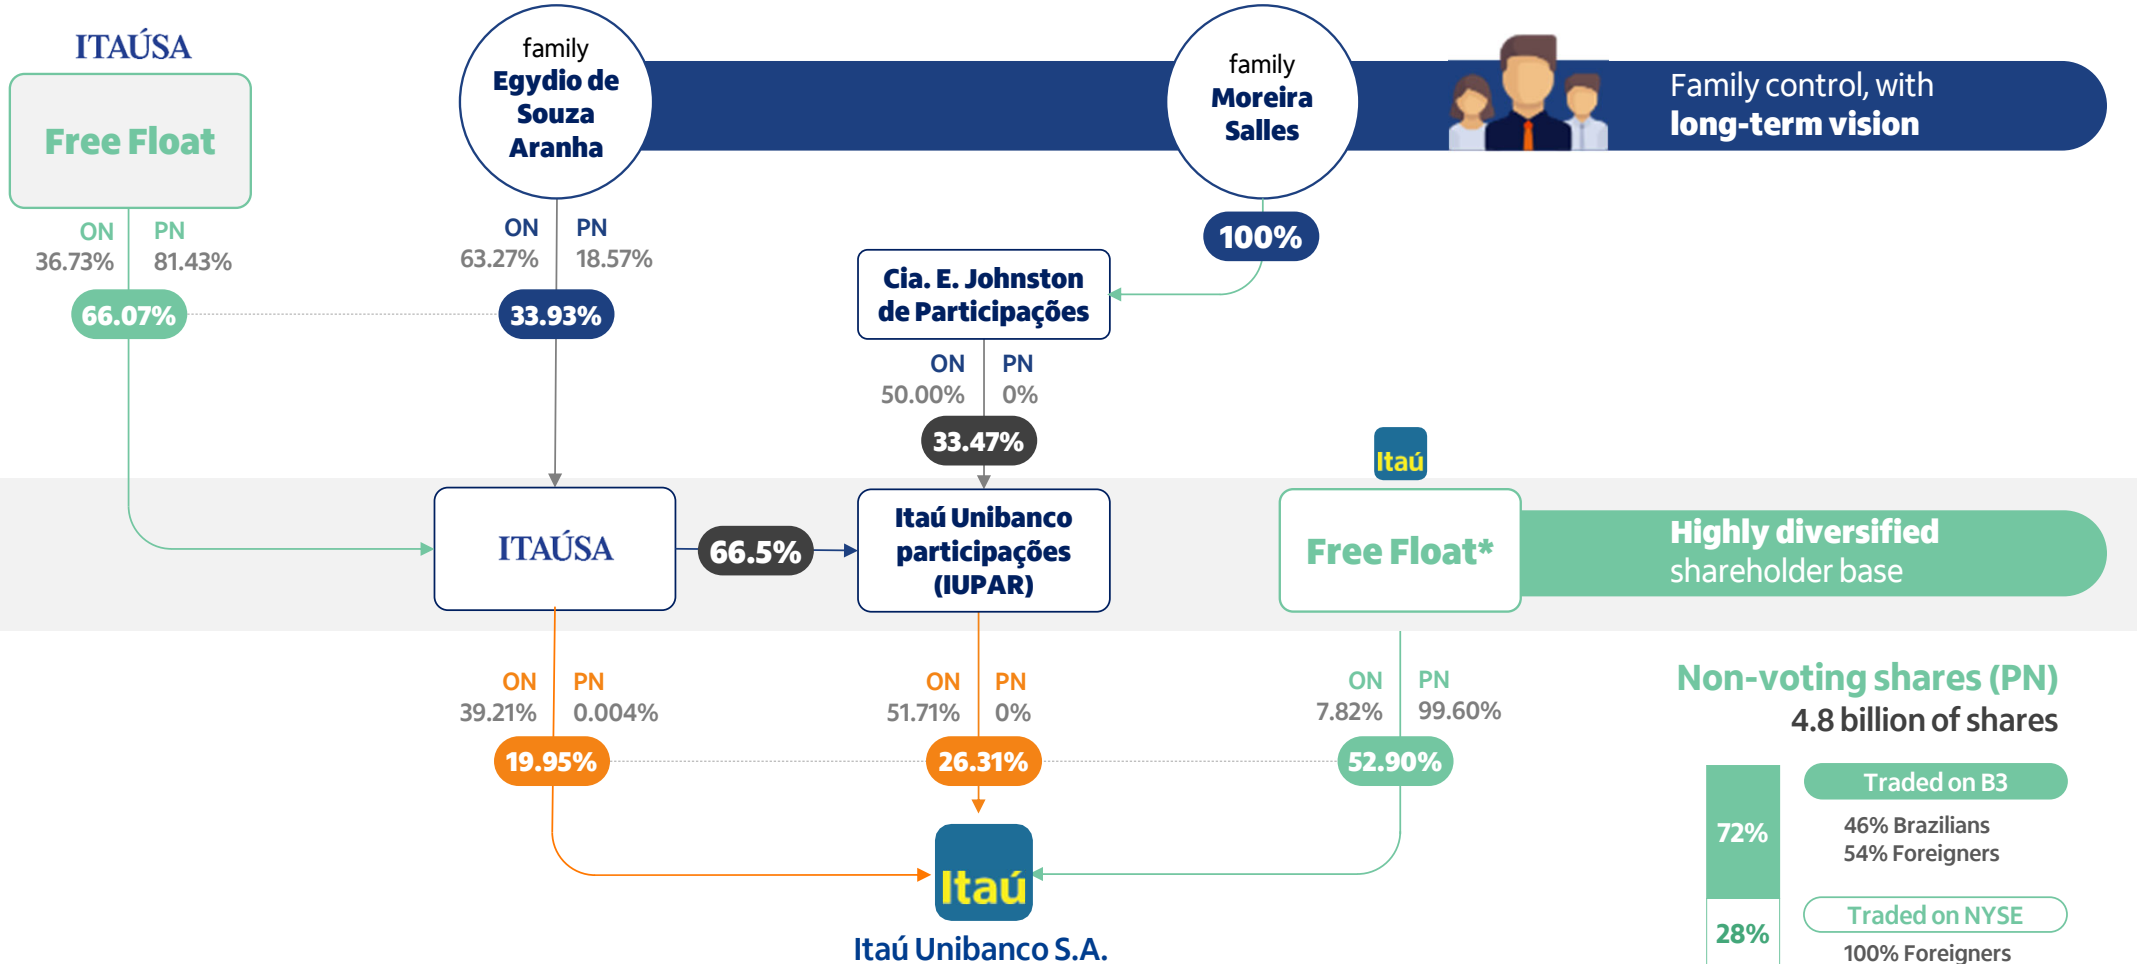 ITAÚSA
Free Float
ON PN
36.73% 81.43%
66.07%
family
Egydio de
Souza
Aranha
ON PN
63.27% 18.57%
33.93%
family
Moreira
Salles
100%
Family control, with
long-term vision
Cia. E. Johnston
de Participações
ON PN
50.00% 0%
33.47%
ITAÚSA
66.5%
Itaú Unibanco
participações
(IUPAR)
Itaú
Free Float*
Highly diversified
shareholder base
ON PN
39.21% 0.004%
19.95%
ON PN
51.71% 0%
26.31%
ON PN
7.82% 99.60%
52.90%
Itaú
Itaú Unibanco S.A.
Non-voting shares (PN)
4.8 billion of shares
72%
Traded on B3
46% Brazilians
54% Foreigners
28%
Traded on NYSE
100% Foreigners